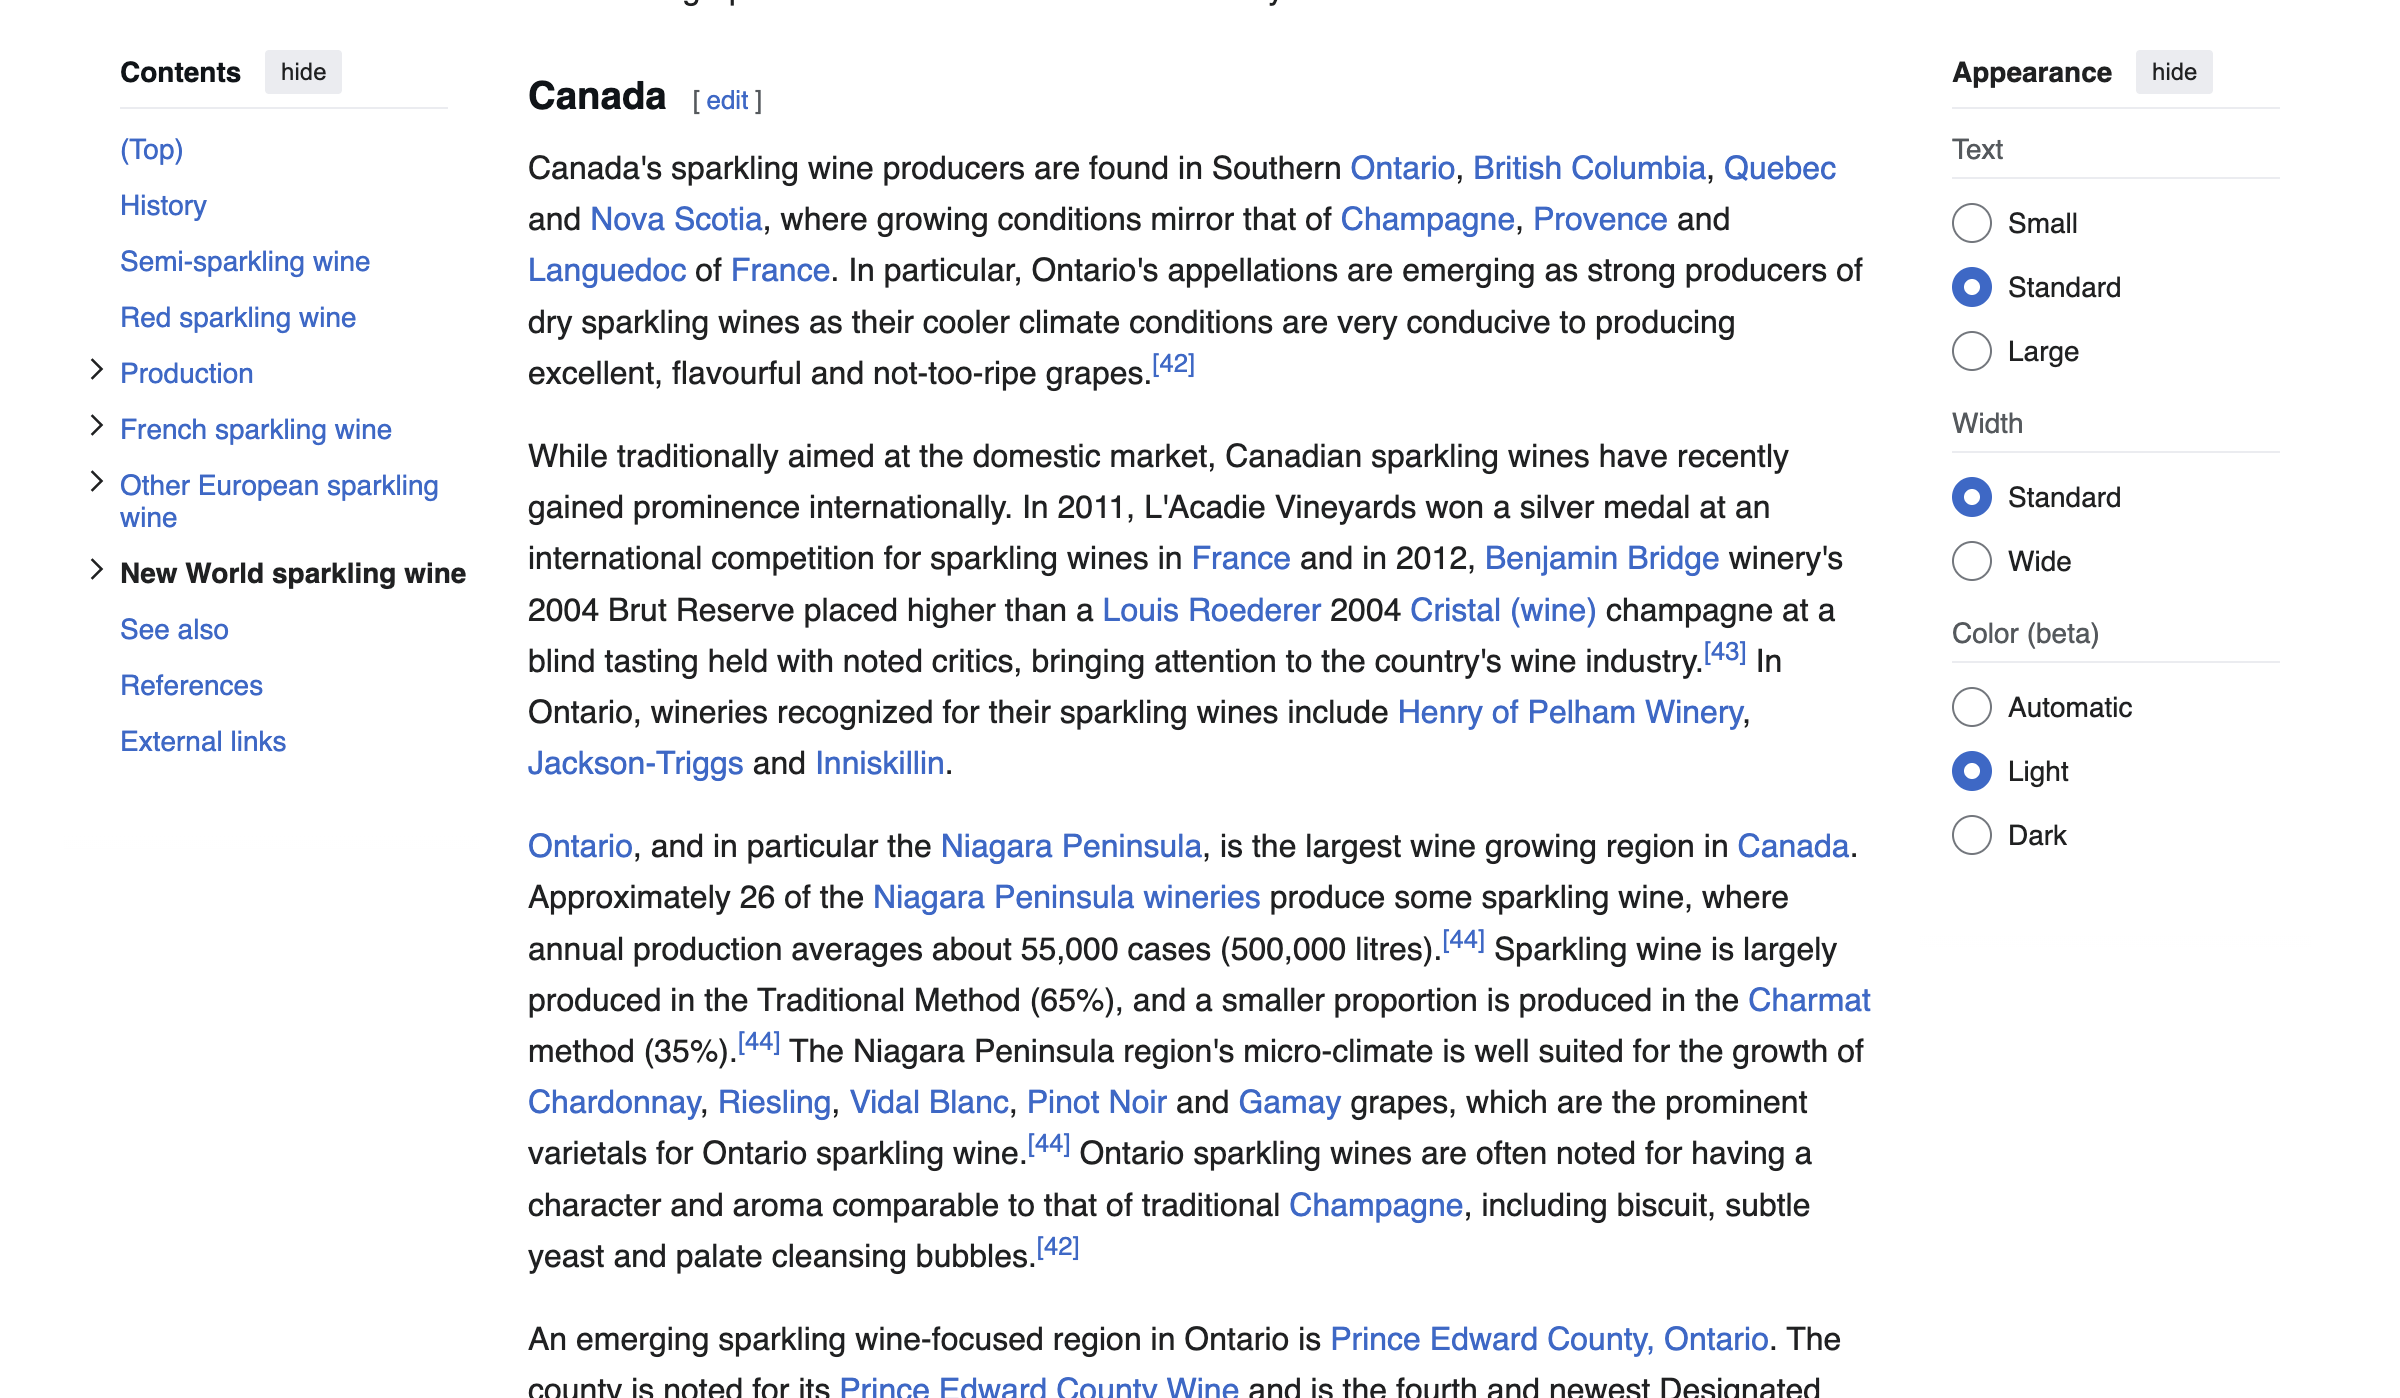 Contents hide
(Top)
History
Semi-sparkling wine
Red sparkling wine
Production
French sparkling wine
Other European sparkling
wine
New World sparkling wine
See also
References
External links
Canada [ edit ]
Canada's sparkling wine producers are found in Southern Ontario, British Columbia, Quebec
and Nova Scotia, where growing conditions mirror that of Champagne, Provence and
Languedoc of France. In particular, Ontario's appellations are emerging as strong producers of
dry sparkling wines as their cooler climate conditions are very conducive to producing
excellent, flavourful and not-too-ripe grapes.[42]
While traditionally aimed at the domestic market, Canadian sparkling wines have recently
gained prominence internationally. In 2011, L'Acadie Vineyards won a silver medal at an
international competition for sparkling wines in France and in 2012, Benjamin Bridge winery's
2004 Brut Reserve placed higher than a Louis Roederer 2004 Cristal (wine) champagne at a
blind tasting held with noted critics, bringing attention to the country's wine industry.[43] In
Ontario, wineries recognized for their sparkling wines include Henry of Pelham Winery,
Jackson-Triggs and Inniskillin.
Ontario, and in particular the Niagara Peninsula, is the largest wine growing region in Canada.
Approximately 26 of the Niagara Peninsula wineries produce some sparkling wine, where
annual production averages about 55,000 cases (500,000 litres).[44] Sparkling wine is largely
produced in the Traditional Method (65%), and a smaller proportion is produced in the Charmat
method (35%).[44] The Niagara Peninsula region's micro-climate is well suited for the growth of
Chardonnay, Riesling, Vidal Blanc, Pinot Noir and Gamay grapes, which are the prominent
varietals for Ontario sparkling wine.[44] Ontario sparkling wines are often noted for having a
character and aroma comparable to that of traditional Champagne, including biscuit, subtle
yeast and palate cleansing bubbles.[42]
An emerging sparkling wine-focused region in Ontario is Prince Edward County, Ontario. The
county is noted for its Prince Edward County Wine and is the fourth and newest Designated
Appearance hide
Text
Small
Standard
Large
Width
Standard
Wide
Color (beta)
Automatic
Light
Dark